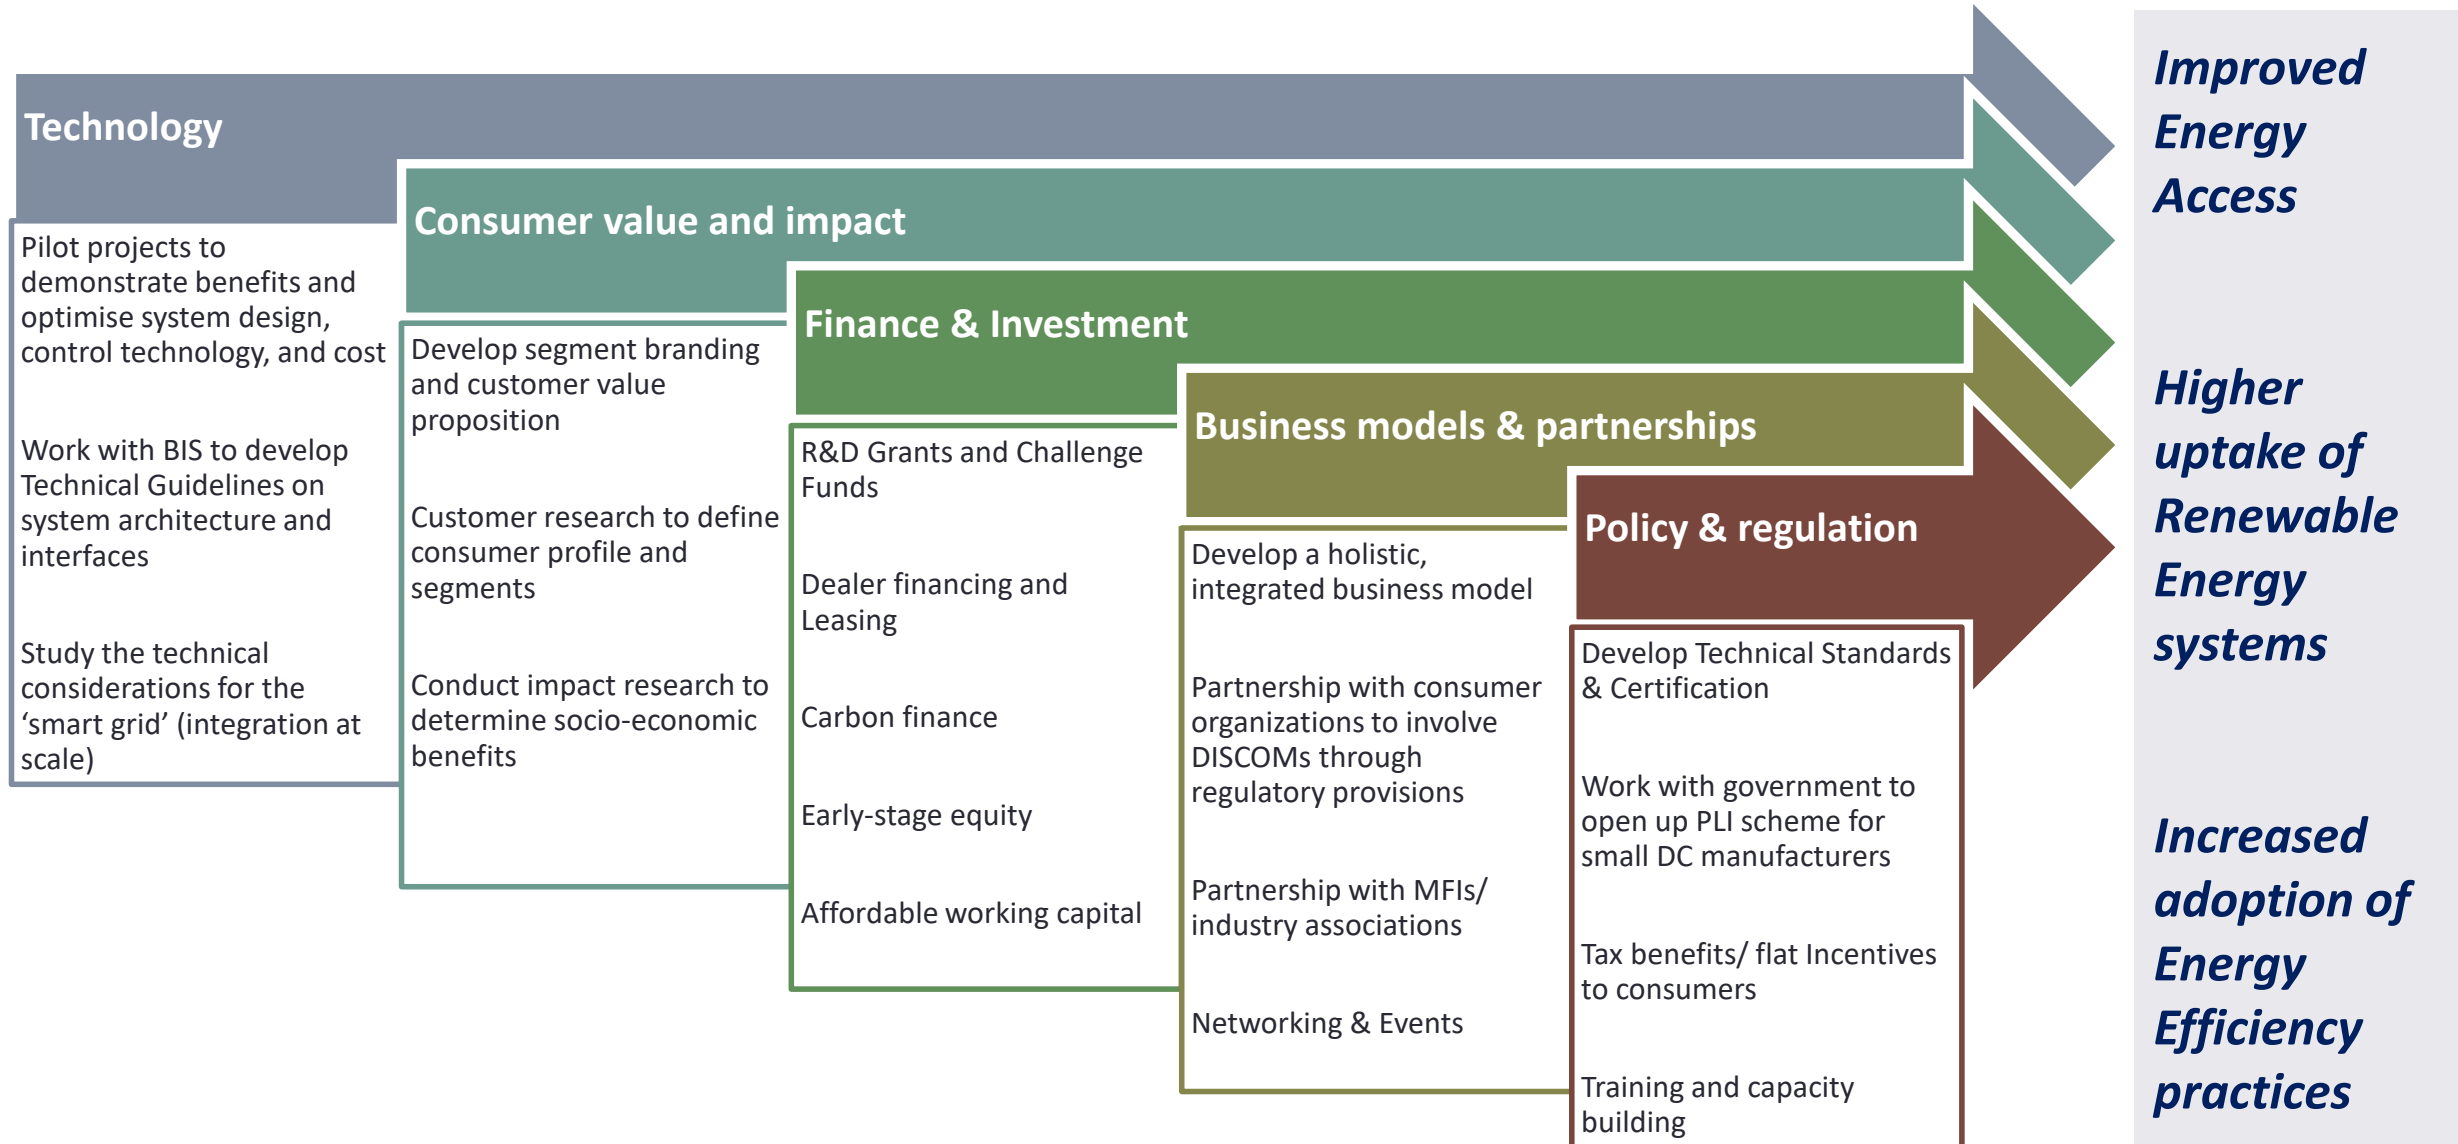 Technology
Pilot projects to
demonstrate benefits and
optimise system design,
control technology, and cost
Work with BIS to develop
Technical Guidelines on
system architecture and
interfaces
Study the technical
considerations for the
‘smart grid’ (integration at
scale)
Consumer value and impact
Develop segment branding
and customer value
proposition
Customer research to define
consumer profile and
segments
Conduct impact research to
determine socio-economic
benefits
Finance & Investment
R&D Grants and Challenge
Funds
Dealer financing and
Leasing
Carbon finance
Early-stage equity
Affordable working capital
Business models & partnerships
Develop a holistic,
integrated business model
Partnership with consumer
organizations to involve
DISCOMs through
regulatory provisions
Partnership with MFIs/
industry associations
Networking & Events
Policy & regulation
Develop Technical Standards
& Certification
Work with government to
open up PLI scheme for
small DC manufacturers
Tax benefits/ flat Incentives
to consumers
Training and capacity
building
Improved
Energy
Access
Higher
uptake of
Renewable
Energy
systems
Increased
adoption of
Energy
Efficiency
practices